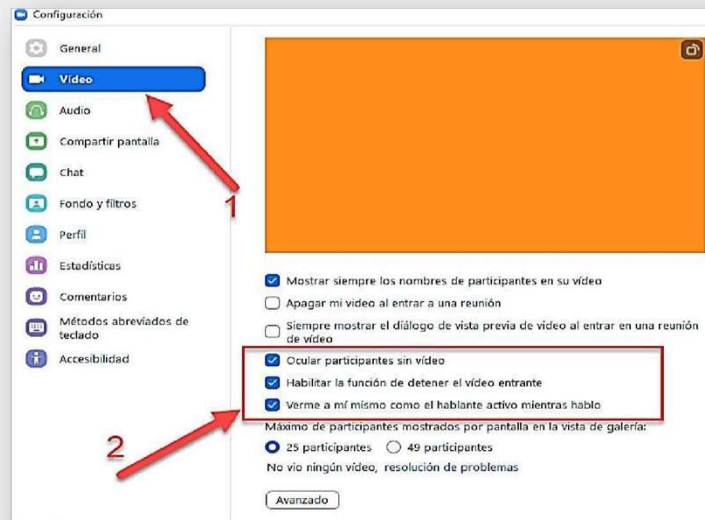 Configuración
General
Vídeo
Audio
Compartir pantalla
Chat
Fondo y filtros
Perfil
Estadísticas
Comentarios
Métodos abreviados de
teclado
Accesibilidad
1
Mostrar siempre los nombres de participantes en su vídeo
Apagar mi video al entrar a una reunión
Siempre mostrar el diálogo de vista previa de video al entrar en una reunión
de vídeo
Ocular participantes sin vídeo
Habilitar la función de detener el vídeo entrante
Verme a mí mismo como el hablante activo mientras hablo
2
Máximo de participantes mostrados por pantalla en la vista de galería:
25 participantes 49 participantes
No vio ningún vídeo, resolución de problemas
Avanzado